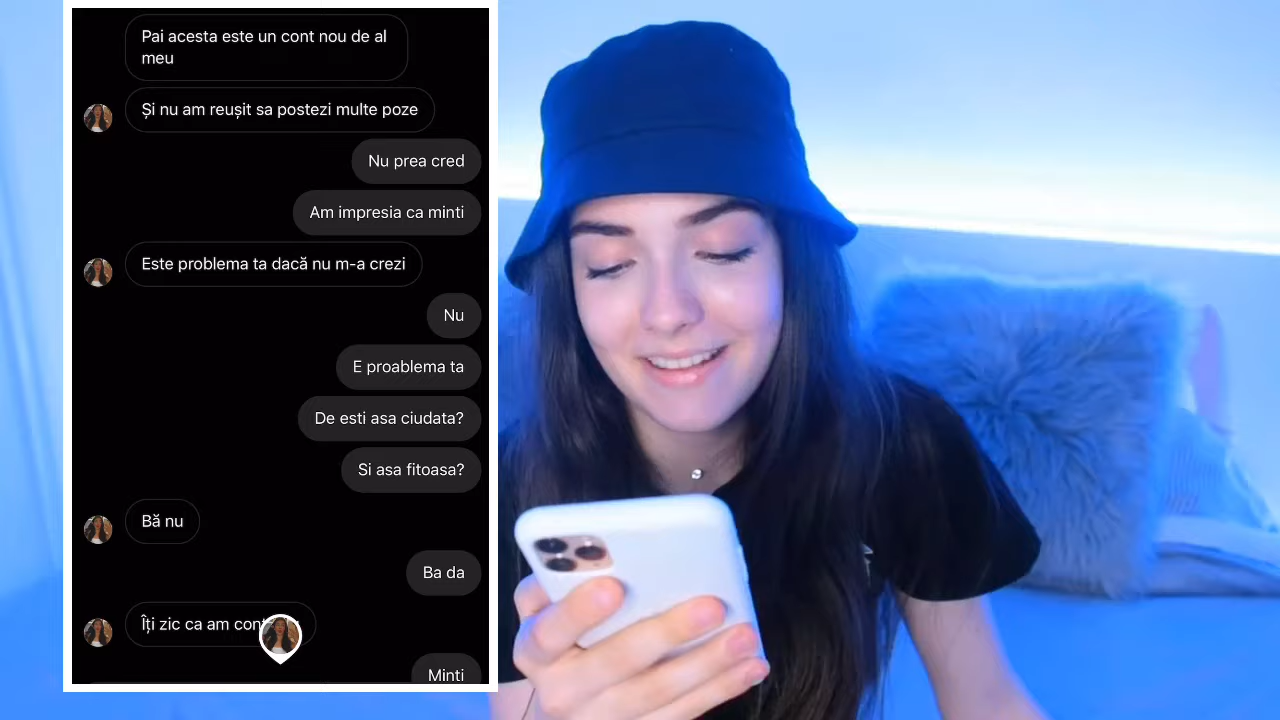 Pai acesta este un cont nou de al
meu
Și nu am reușit sa postezi multe poze
Nu prea cred
Am impresia ca minti
Este problema ta dacă nu m-a crezi
Nu
E proablema ta
De esti asa ciudata?
Si asa fitoasa?
Bă nu
Ba da
Îți zic ca am
Minti